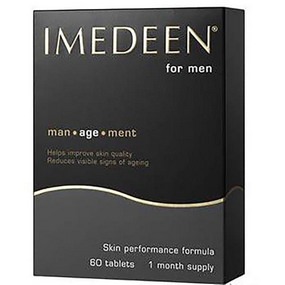 IMEDEEN®
for men
man • age • ment
Helps improve skin quality
Reduces visible signs of ageing
Skin performance formula
60 tablets 1 month supply